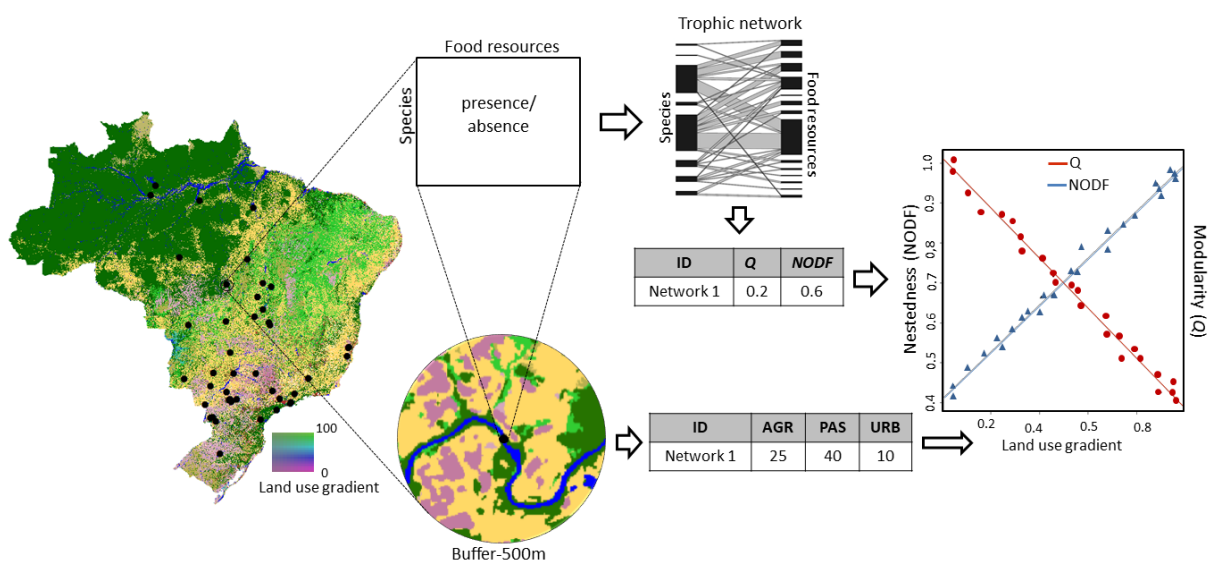 Food resources
Species
presence/
absence
Trophic network
Species
Food resources
ID Q NODF
Network 1 0.2 0.6
Q
NODF
Nestedness (NODF)
Modularity (Q)
1.0
0.9
0.8
0.7
0.6
0.5
0.4
0.2 0.4 0.5 0.8
Land use gradient
100
0
Land use gradient
Buffer-500m
ID AGR PAS URB
Network 1 25 40 10